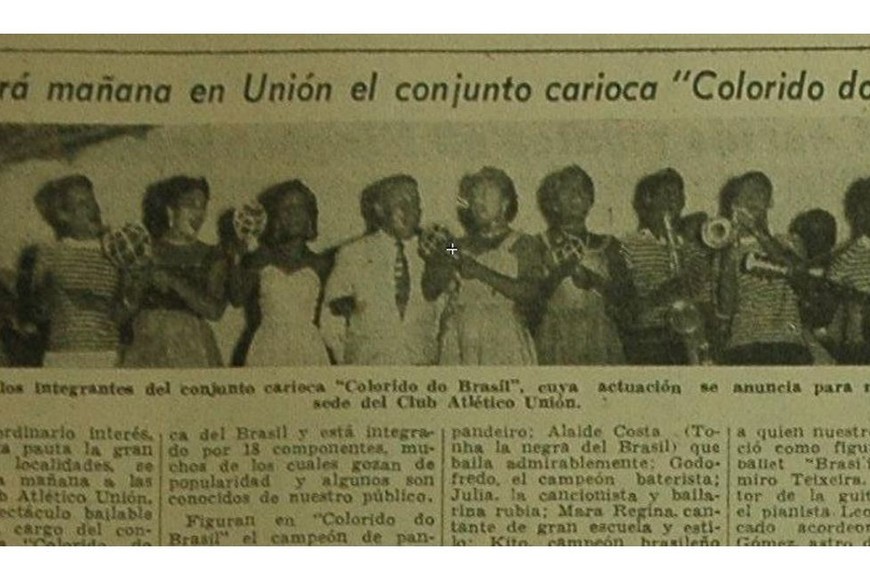 rá mañana en Unión el conjunto carioca "Colorido do
los integrantes del conjunto carioca "Colorido do Brasil", cuya actuación se anuncia para
sede del Club Atlético Unión.
ordinario interés,
a pauta la gran
localidades, se
a mañana a las
b Atlético Unión,
ectáculo bailable
cargo del con-
"Colorido do
ca del Brasil y está integra-
do por 18 componentes, mu-
chos de los cuales gozan de
popularidad y algunos son
conocidos de nuestro público.
Figuran en "Colorido do
Brasil" el campeón de pan-
pandeiro; Alaide Costa (To-
nha la negra del Brasil) que
baila admirablemente; Godo-
fredo, el campeón baterista;
Julia, la cancionista y baila-
rina rubia; Mara Regina, can-
tante de gran escuela y esti-
lo; Kito, campeón brasileño
a quien nuestro
ció como figu
ballet "Brasi
miro Teixeira,
tor de la guit
el pianista Leo
cado acordeon
Gómez, astro d